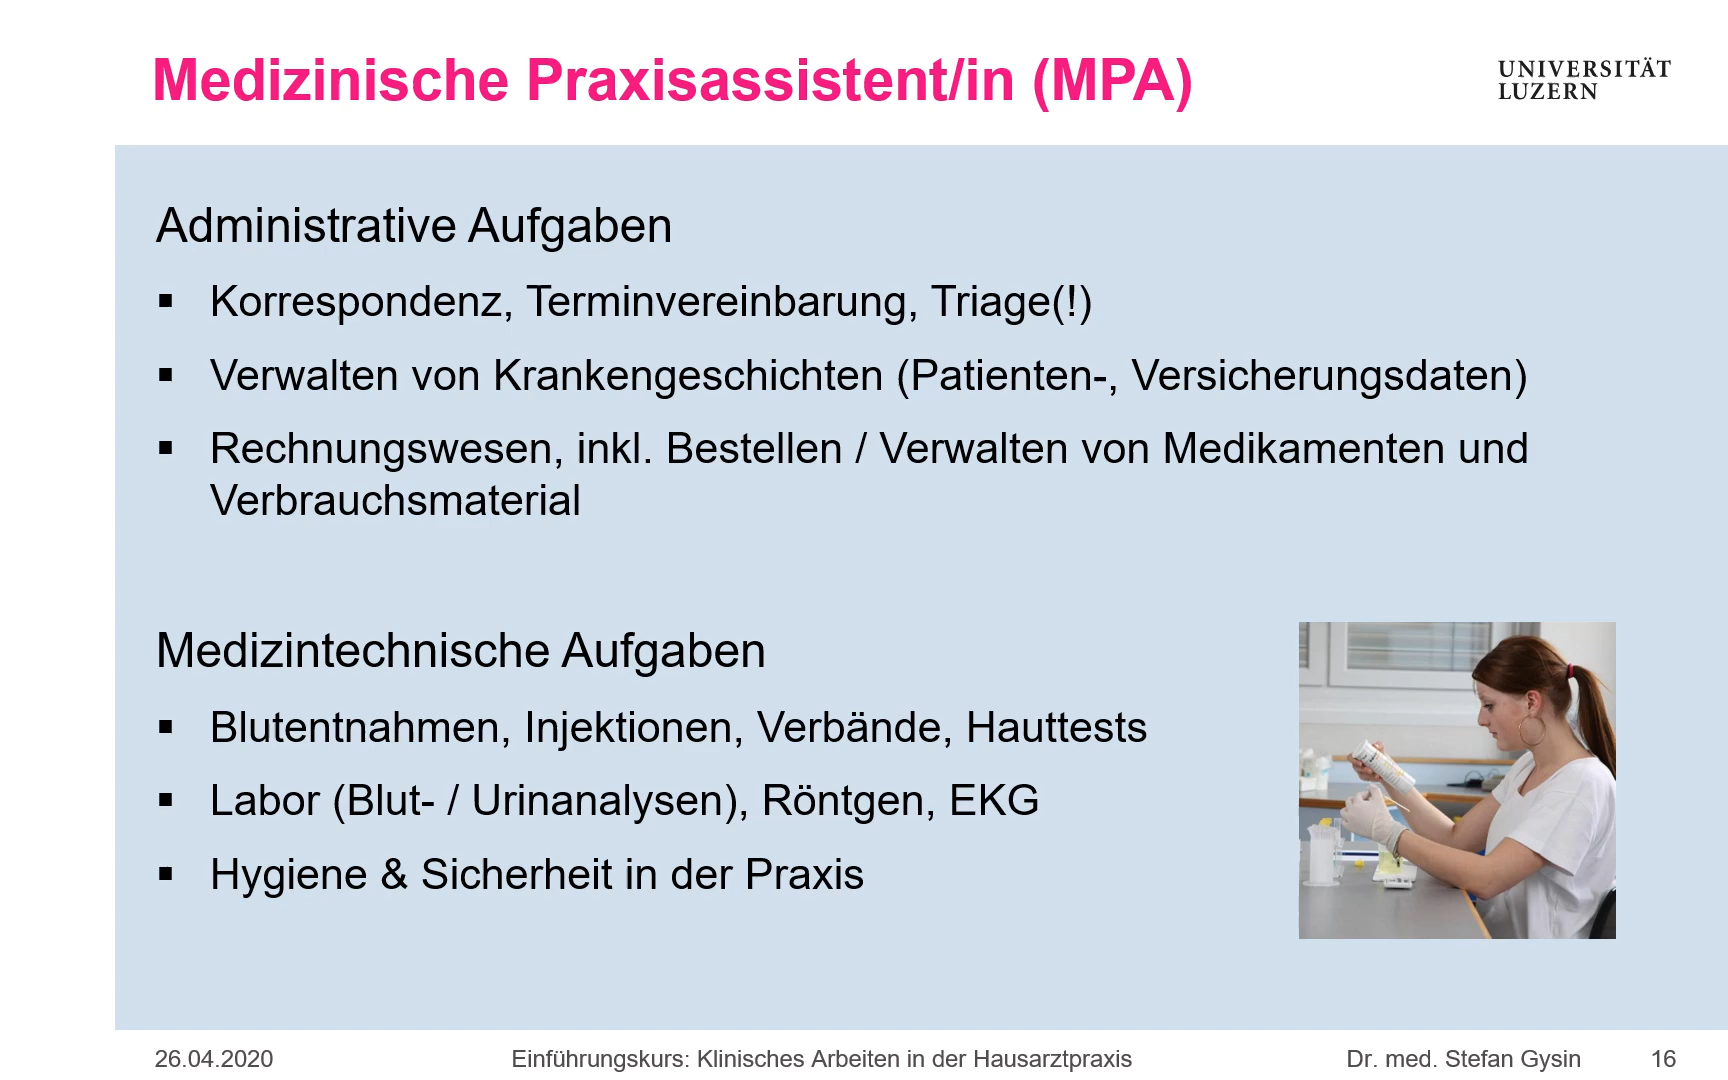 Medizinische Praxisassistent/in (MPA)
UNIVERSITÄT
LUZERN
Administrative Aufgaben
▪ Korrespondenz, Terminvereinbarung, Triage(!)
▪ Verwalten von Krankengeschichten (Patienten-, Versicherungsdaten)
▪ Rechnungswesen, inkl. Bestellen / Verwalten von Medikamenten und
Verbrauchsmaterial
Medizintechnische Aufgaben
▪ Blutentnahmen, Injektionen, Verbände, Hauttests
▪ Labor (Blut- / Urinanalysen), Röntgen, EKG
▪ Hygiene & Sicherheit in der Praxis
26.04.2020
Einführungskurs: Klinisches Arbeiten in der Hausarztpraxis
Dr. med. Stefan Gysin
16